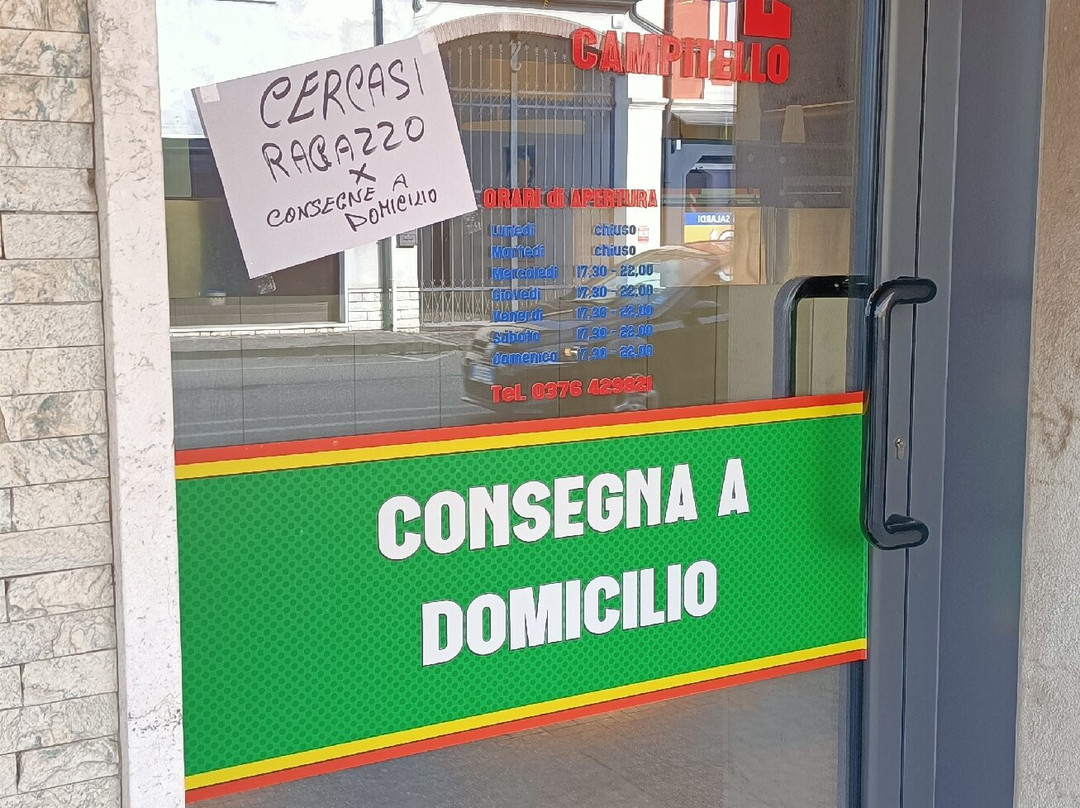 CERCASI
RAGAZZO
X
CONSEGNE A
DOMICILIO
CAMPITELLO
ORARI di APERTURA
Lunedì chiuso
Martedì chiuso
Mercoledì 17,30 - 22,00
Giovedì 17,30 - 22,00
Venerdì 17,30 - 22,00
Sabato 17,30 - 22,00
Domenica 17,30 - 22,00
Tel. 0376 429821
SALARDI
CONSEGNA A
DOMICILIO